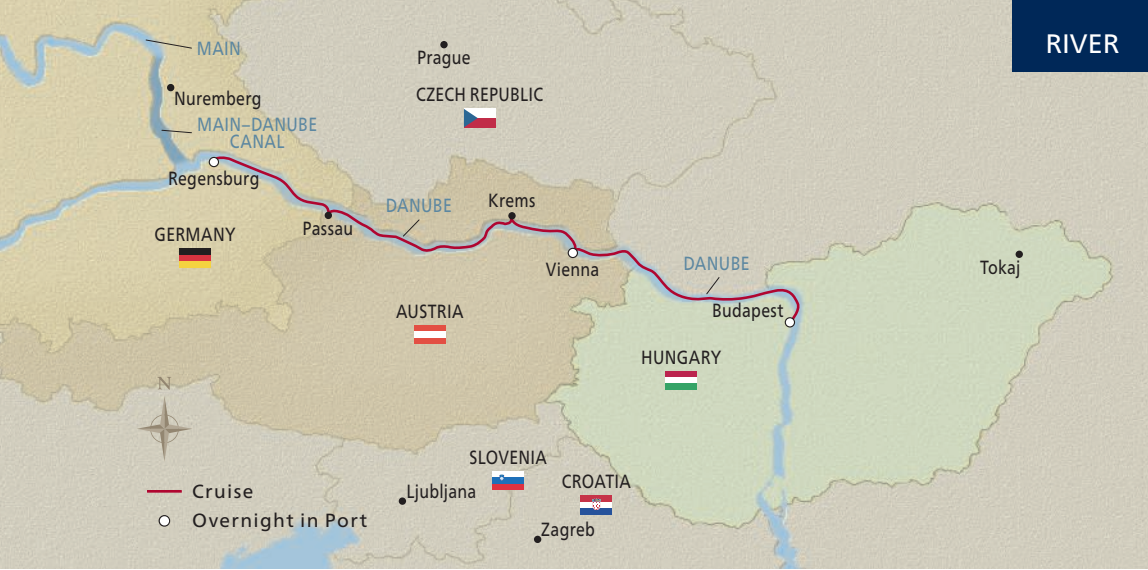 RIVER
MAIN
Prague
Nuremberg
CZECH REPUBLIC
MAIN–DANUBE
CANAL
Regensburg
Krems
DANUBE
Passau
GERMANY
Vienna
DANUBE
Tokaj
AUSTRIA
Budapest
HUNGARY
N
SLOVENIA
CROATIA
Ljubljana
Cruise
Overnight in Port
Zagreb